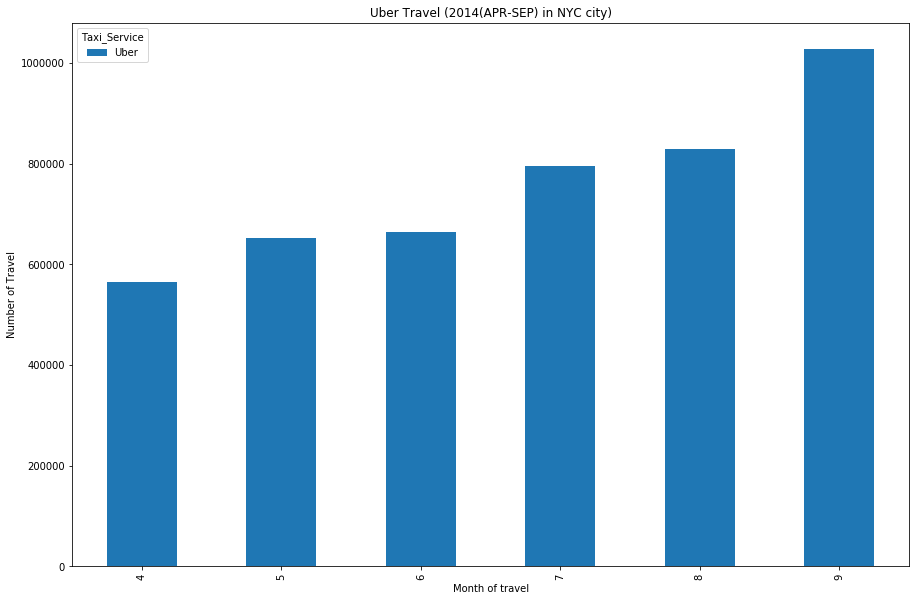 Uber Travel (2014(APR-SEP) in NYC city)
Taxi_Service
Uber
Number of Travel
1000000
800000
600000
400000
200000
0
4
5
6
7
8
9
Month of travel